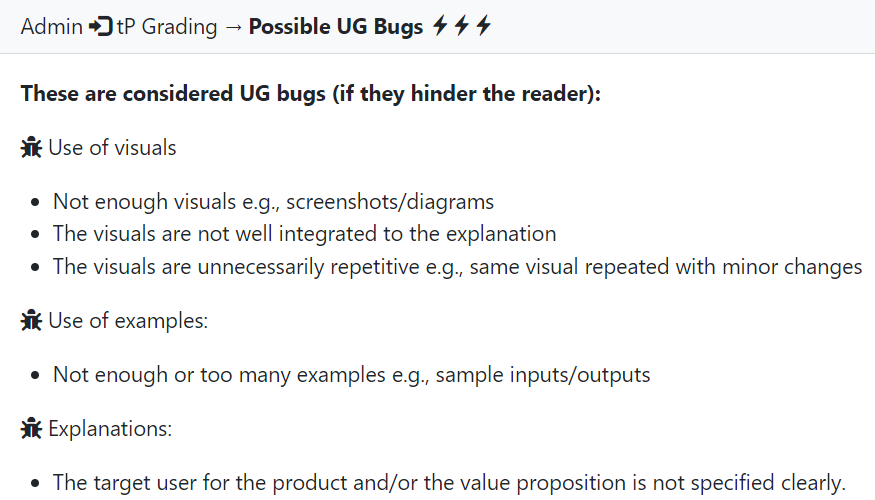 Admin tP Grading → Possible UG Bugs
These are considered UG bugs (if they hinder the reader):
Use of visuals
• Not enough visuals e.g., screenshots/diagrams
• The visuals are not well integrated to the explanation
• The visuals are unnecessarily repetitive e.g., same visual repeated with minor changes
Use of examples:
• Not enough or too many examples e.g., sample inputs/outputs
Explanations:
• The target user for the product and/or the value proposition is not specified clearly.